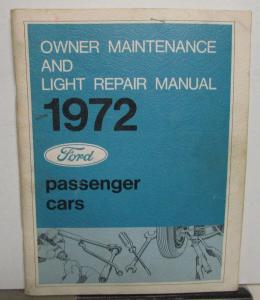 OWNER MAINTENANCE
AND
LIGHT REPAIR MANUAL
1972
Ford
passenger
cars